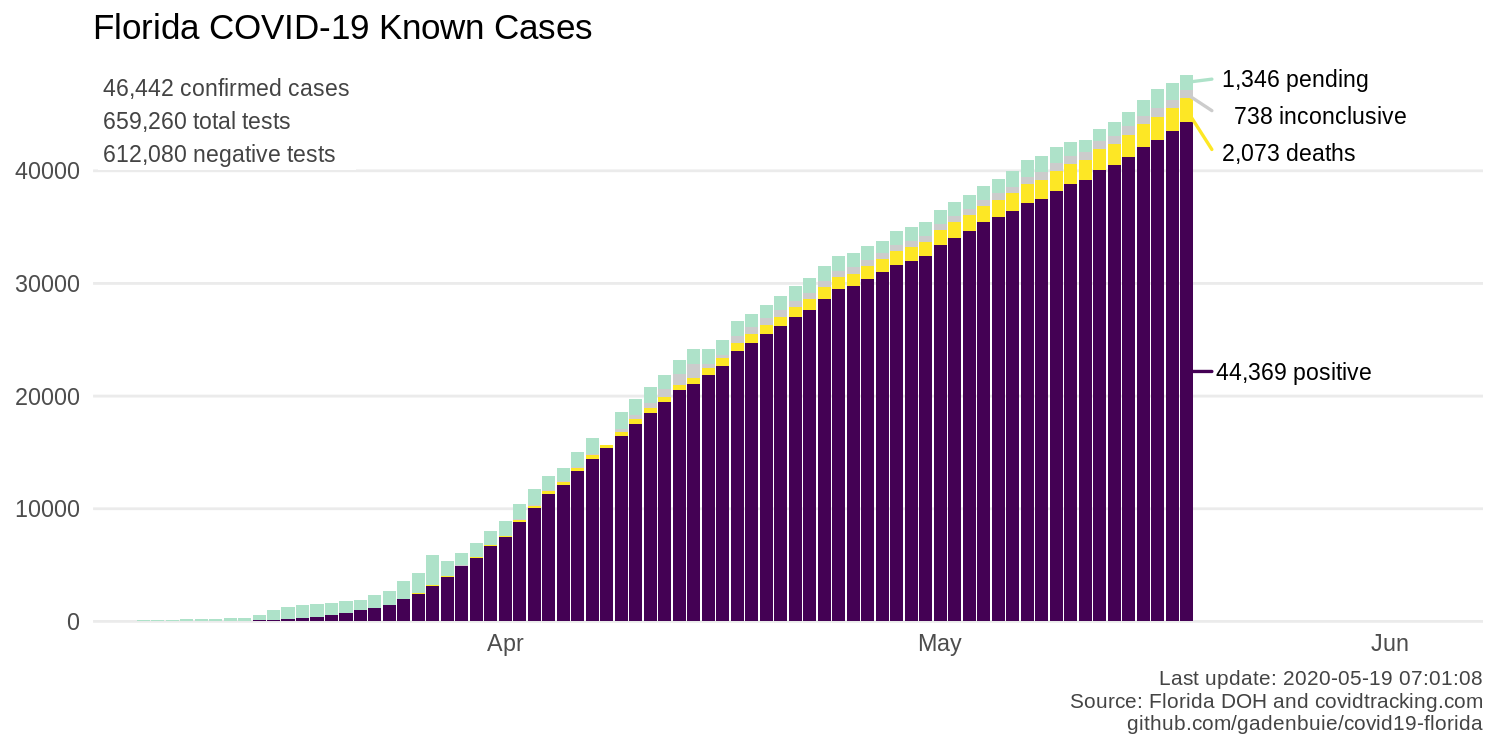 Florida COVID-19 Known Cases
46,442 confirmed cases
659,260 total tests
612,080 negative tests
1,346 pending
738 inconclusive
2,073 deaths
44,369 positive
40000
30000
20000
10000
0
Apr
May
Jun
Last update: 2020-05-19 07:01:08
Source: Florida DOH and covidtracking.com
github.com/gadenbuie/covid19-florida